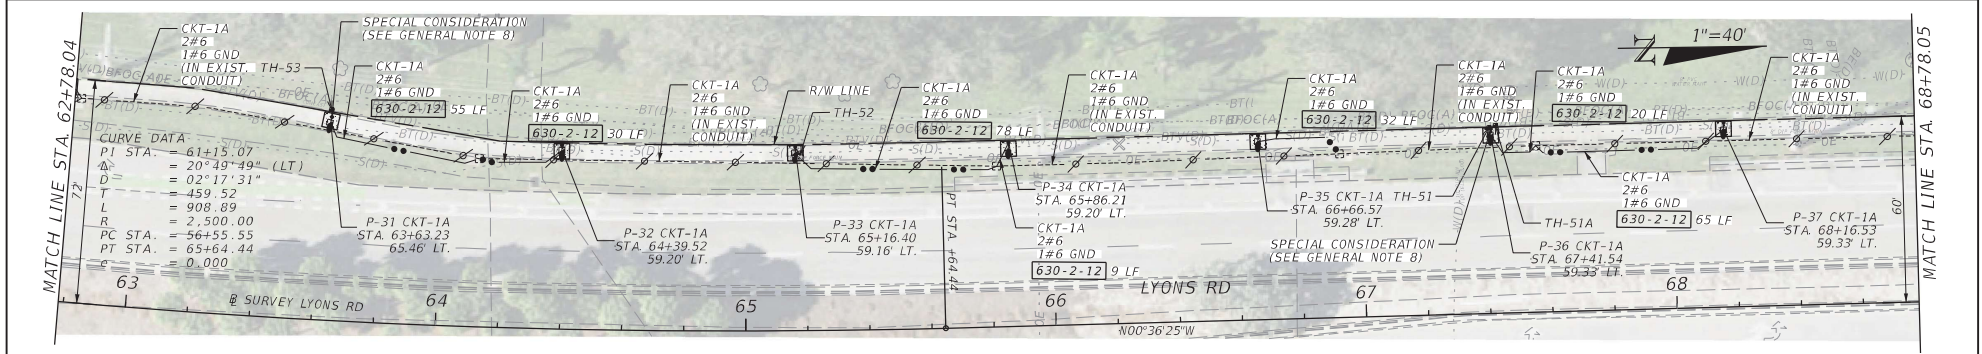 MATCH LINE STA. 62+78.04
72'
CKT-1A
2#6
1#6 GND
(IN EXIST.
CONDUIT)
TH-53
SPECIAL CONSIDERATION
(SEE GENERAL NOTE 8)
CKT-1A
2#6
1#6 GND
630-2-12 55 LF
CKT-1A
2#6
1#6 GND
630-2-12 30 LF
CKT-1A
2#6
1#6 GND
(IN EXIST.
CONDUIT)
R/W LINE
TH-52
CKT-1A
2#6
1#6 GND
630-2-12 78 LF
CKT-1A
2#6
1#6 GND
(IN EXIST.
CONDUIT)
CKT-1A
2#6
1#6 GND
630-2-12 32 LF
CKT-1A
2#6
1#6 GND
(IN EXIST.
CONDUIT)
CKT-1A
2#6
1#6 GND
630-2-12 20 LF
1"=40'
N
CKT-1A
2#6
1#6 GND
(IN EXIST.
CONDUIT)
MATCH LINE STA. 68+78.05
60'
CURVE DATA
PI STA. = 61+15.07
Δ = 20°49'49" (LT)
D = 02°17'31"
T = 459.52
L = 908.89
R = 2,500.00
PC STA. = 56+55.55
PT STA. = 65+64.44
e = 0.000
P-31 CKT-1A
STA. 63+63.23
65.46' LT.
P-32 CKT-1A
STA. 64+39.52
59.20' LT.
P-33 CKT-1A
STA. 65+16.40
59.16' LT.
PT STA. +64.44
P-34 CKT-1A
STA. 65+86.21
59.20' LT.
CKT-1A
2#6
1#6 GND
630-2-12 9 LF
P-35 CKT-1A
STA. 66+66.57
59.28' LT.
TH-51
SPECIAL CONSIDERATION
(SEE GENERAL NOTE 8)
TH-51A
P-36 CKT-1A
STA. 67+41.54
59.33' LT.
CKT-1A
2#6
1#6 GND
630-2-12 65 LF
P-37 CKT-1A
STA. 68+16.53
59.33' LT.
63
B SURVEY LYONS RD
64
65
66
LYONS RD
67
68
N00°36'25"W